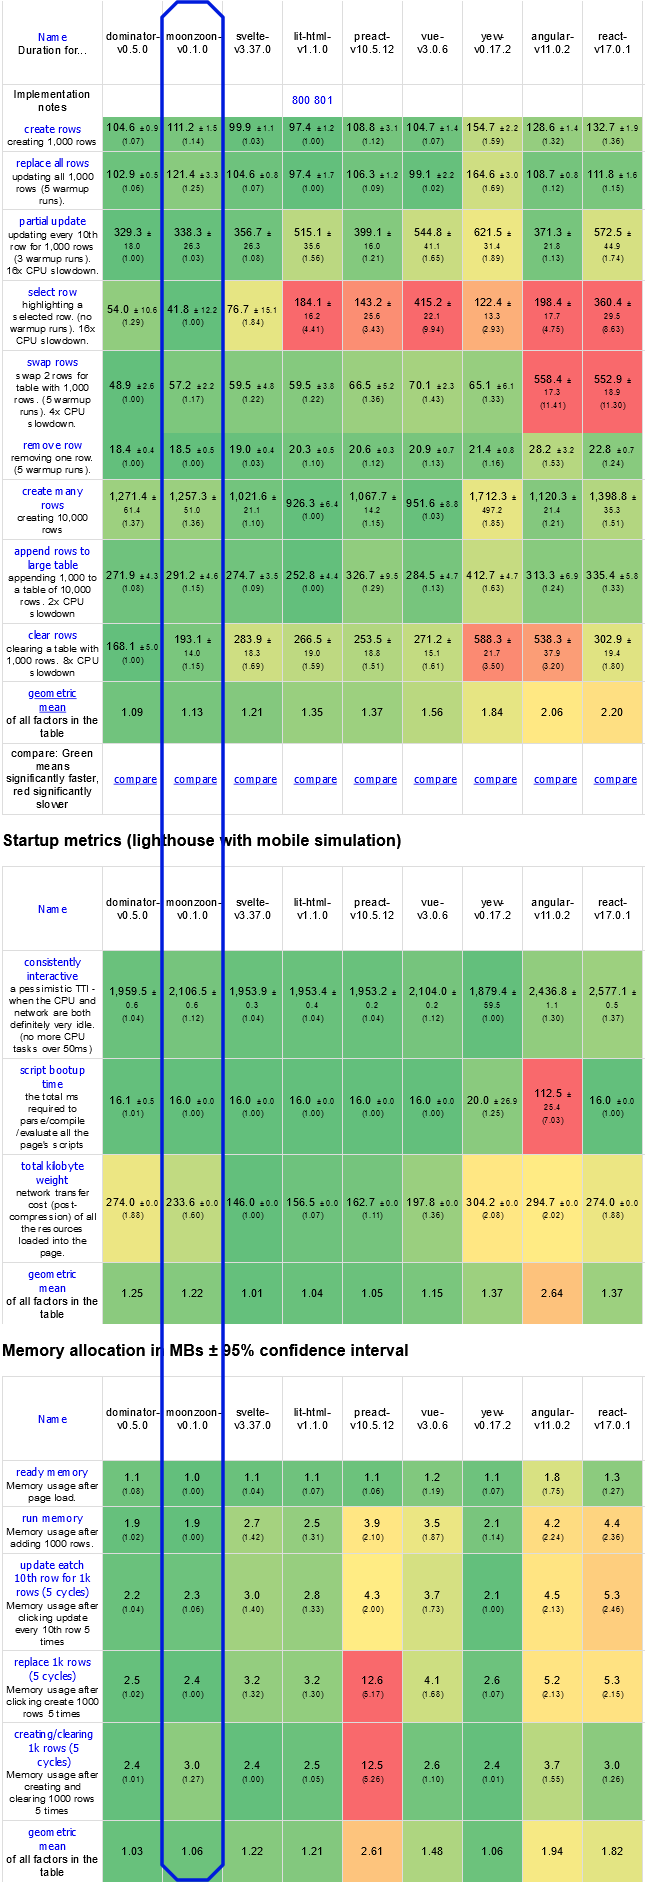 Name
Duration for...
dominator-
v0.5.0
moonzoon-
v0.1.0
svelte-
v3.37.0
lit-html-
v1.1.0
preact-
v10.5.12
vue-
v3.0.6
yew-
v0.17.2
angular-
v11.0.2
react-
v17.0.1
Implementation
notes
800 801
create rows
creating 1,000 rows
104.6 ±0.9
(1.07)
111.2 ±1.5
(1.14)
99.9 ±1.1
(1.03)
97.4 ±1.2
(1.00)
108.8 ±3.1
(1.12)
104.7 ±1.4
(1.07)
154.7 ±2.2
(1.59)
128.6 ±1.4
(1.32)
132.7 ±1.9
(1.36)
replace all rows
updating all 1,000
rows (5 warmup
runs).
102.9 ±0.5
(1.06)
121.4 ±3.3
(1.25)
104.6 ±0.8
(1.07)
97.4 ±1.7
(1.00)
106.3 ±1.2
(1.09)
99.1 ±2.2
(1.02)
164.6 ±3.0
(1.69)
108.7 ±0.8
(1.12)
111.8 ±1.6
(1.15)
partial update
updating every 10th
row for 1,000 rows
(3 warmup runs).
16x CPU slowdown.
329.3 ±
18.0
(1.00)
338.3 ±
26.3
(1.03)
356.7 ±
26.3
(1.08)
515.1 ±
35.6
(1.56)
399.1 ±
16.0
(1.21)
544.8 ±
41.1
(1.65)
621.5 ±
31.4
(1.89)
371.3 ±
21.8
(1.13)
572.5 ±
44.9
(1.74)
select row
highlighting a
selected row. (no
warmup runs). 16x
CPU slowdown.
54.0 ±10.6
(1.29)
41.8 ±12.2
(1.00)
76.7 ±15.1
(1.84)
184.1 ±
16.2
(4.41)
143.2 ±
25.6
(3.43)
415.2 ±
22.1
(9.94)
122.4 ±
13.3
(2.93)
198.4 ±
17.7
(4.75)
360.4 ±
29.5
(8.63)
swap rows
swap 2 rows for
table with 1,000
rows. (5 warmup
runs). 4x CPU
slowdown.
48.9 ±2.6
(1.00)
57.2 ±2.2
(1.17)
59.5 ±4.8
(1.22)
59.5 ±3.8
(1.22)
66.5 ±5.2
(1.36)
70.1 ±2.3
(1.43)
65.1 ±6.1
(1.33)
558.4 ±
17.3
(11.41)
552.9 ±
18.9
(11.30)
remove row
removing one row.
(5 warmup runs).
18.4 ±0.4
(1.00)
18.5 ±0.5
(1.00)
19.0 ±0.4
(1.03)
20.3 ±0.5
(1.10)
20.6 ±0.3
(1.12)
20.9 ±0.7
(1.13)
21.4 ±0.8
(1.16)
28.2 ±3.2
(1.53)
22.8 ±0.7
(1.24)
create many
rows
creating 10,000
rows
1,271.4 ±
61.4
(1.37)
1,257.3 ±
51.0
(1.36)
1,021.6 ±
21.1
(1.10)
926.3 ±6.4
(1.00)
1,067.7 ±
14.2
(1.15)
951.6 ±8.8
(1.03)
1,712.3 ±
497.2
(1.85)
1,120.3 ±
21.4
(1.21)
1,398.8 ±
35.3
(1.51)
append rows to
large table
appending 1,000 to
a table of 10,000
rows. 2x CPU
slowdown
271.9 ±4.3
(1.08)
291.2 ±4.6
(1.15)
274.7 ±3.5
(1.09)
252.8 ±4.4
(1.00)
326.7 ±9.5
(1.29)
284.5 ±4.7
(1.13)
412.7 ±4.7
(1.63)
313.3 ±6.9
(1.24)
335.4 ±5.8
(1.33)
clear rows
clearing a table with
1,000 rows. 8x CPU
slowdown
168.1 ±5.0
(1.00)
193.1 ±
14.0
(1.15)
283.9 ±
18.3
(1.69)
266.5 ±
19.0
(1.59)
253.5 ±
18.8
(1.51)
271.2 ±
15.1
(1.61)
588.3 ±
21.7
(3.50)
538.3 ±
37.9
(3.20)
302.9 ±
19.4
(1.80)
geometric
mean
of all factors in the
table
1.09
1.13
1.21
1.35
1.37
1.56
1.84
2.06
2.20
compare: Green
means
significantly faster,
red significantly
slower
compare
compare
compare
compare
compare
compare
compare
compare
compare
Startup metrics (lighthouse with mobile simulation)
Name
dominator-
v0.5.0
moonzoon-
v0.1.0
svelte-
v3.37.0
lit-html-
v1.1.0
preact-
v10.5.12
vue-
v3.0.6
yew-
v0.17.2
angular-
v11.0.2
react-
v17.0.1
consistently
interactive
a pessimistic TTI -
when the CPU and
network are both
definitely very idle.
(no more CPU
tasks over 50ms)
1,959.5 ±
0.6
(1.04)
2,106.5 ±
0.6
(1.12)
1,953.9 ±
0.3
(1.04)
1,953.4 ±
0.4
(1.04)
1,953.2 ±
0.2
(1.04)
2,104.0 ±
0.2
(1.12)
1,879.4 ±
59.5
(1.00)
2,436.8 ±
1.1
(1.30)
2,577.1 ±
0.5
(1.37)
script bootup
time
the total ms
required to
parse/compile
/evaluate all the
page's scripts
16.1 ±0.5
(1.01)
16.0 ±0.0
(1.00)
16.0 ±0.0
(1.00)
16.0 ±0.0
(1.00)
16.0 ±0.0
(1.00)
16.0 ±0.0
(1.00)
20.0 ±26.9
(1.25)
112.5 ±
25.4
(7.03)
16.0 ±0.0
(1.00)
total kilobyte
weight
network transfer
cost (post-
compression) of all
the resources
loaded into the
page.
274.0 ±0.0
(1.88)
233.6 ±0.0
(1.60)
146.0 ±0.0
(1.00)
156.5 ±0.0
(1.07)
162.7 ±0.0
(1.11)
197.8 ±0.0
(1.36)
304.2 ±0.0
(2.08)
294.7 ±0.0
(2.02)
274.0 ±0.0
(1.88)
geometric
mean
of all factors in the
table
1.25
1.22
1.01
1.04
1.05
1.15
1.37
2.64
1.37
Memory allocation in MBs ± 95% confidence interval
Name
dominator-
v0.5.0
moonzoon-
v0.1.0
svelte-
v3.37.0
lit-html-
v1.1.0
preact-
v10.5.12
vue-
v3.0.6
yew-
v0.17.2
angular-
v11.0.2
react-
v17.0.1
ready memory
Memory usage after
page load.
1.1
(1.08)
1.0
(1.00)
1.1
(1.04)
1.1
(1.07)
1.1
(1.06)
1.2
(1.19)
1.1
(1.07)
1.8
(1.75)
1.3
(1.27)
run memory
Memory usage after
adding 1000 rows.
1.9
(1.02)
1.9
(1.00)
2.7
(1.42)
2.5
(1.31)
3.9
(2.10)
3.5
(1.87)
2.1
(1.14)
4.2
(2.24)
4.4
(2.36)
update eatch
10th row for 1k
rows (5 cycles)
Memory usage after
clicking update
every 10th row 5
times
2.2
(1.04)
2.3
(1.06)
3.0
(1.40)
2.8
(1.33)
4.3
(2.00)
3.7
(1.73)
2.1
(1.00)
4.5
(2.13)
5.3
(2.46)
replace 1k rows
(5 cycles)
Memory usage after
clicking create 1000
rows 5 times
2.5
(1.02)
2.4
(1.00)
3.2
(1.32)
3.2
(1.30)
12.6
(5.17)
4.1
(1.68)
2.6
(1.07)
5.2
(2.13)
5.3
(2.15)
creating/clearing
1k rows (5
cycles)
Memory usage after
creating and
clearing 1000 rows
5 times
2.4
(1.01)
3.0
(1.27)
2.4
(1.00)
2.5
(1.05)
12.5
(5.26)
2.6
(1.10)
2.4
(1.01)
3.7
(1.55)
3.0
(1.26)
geometric
mean
of all factors in the
table
1.03
1.06
1.22
1.21
2.61
1.48
1.06
1.94
1.82